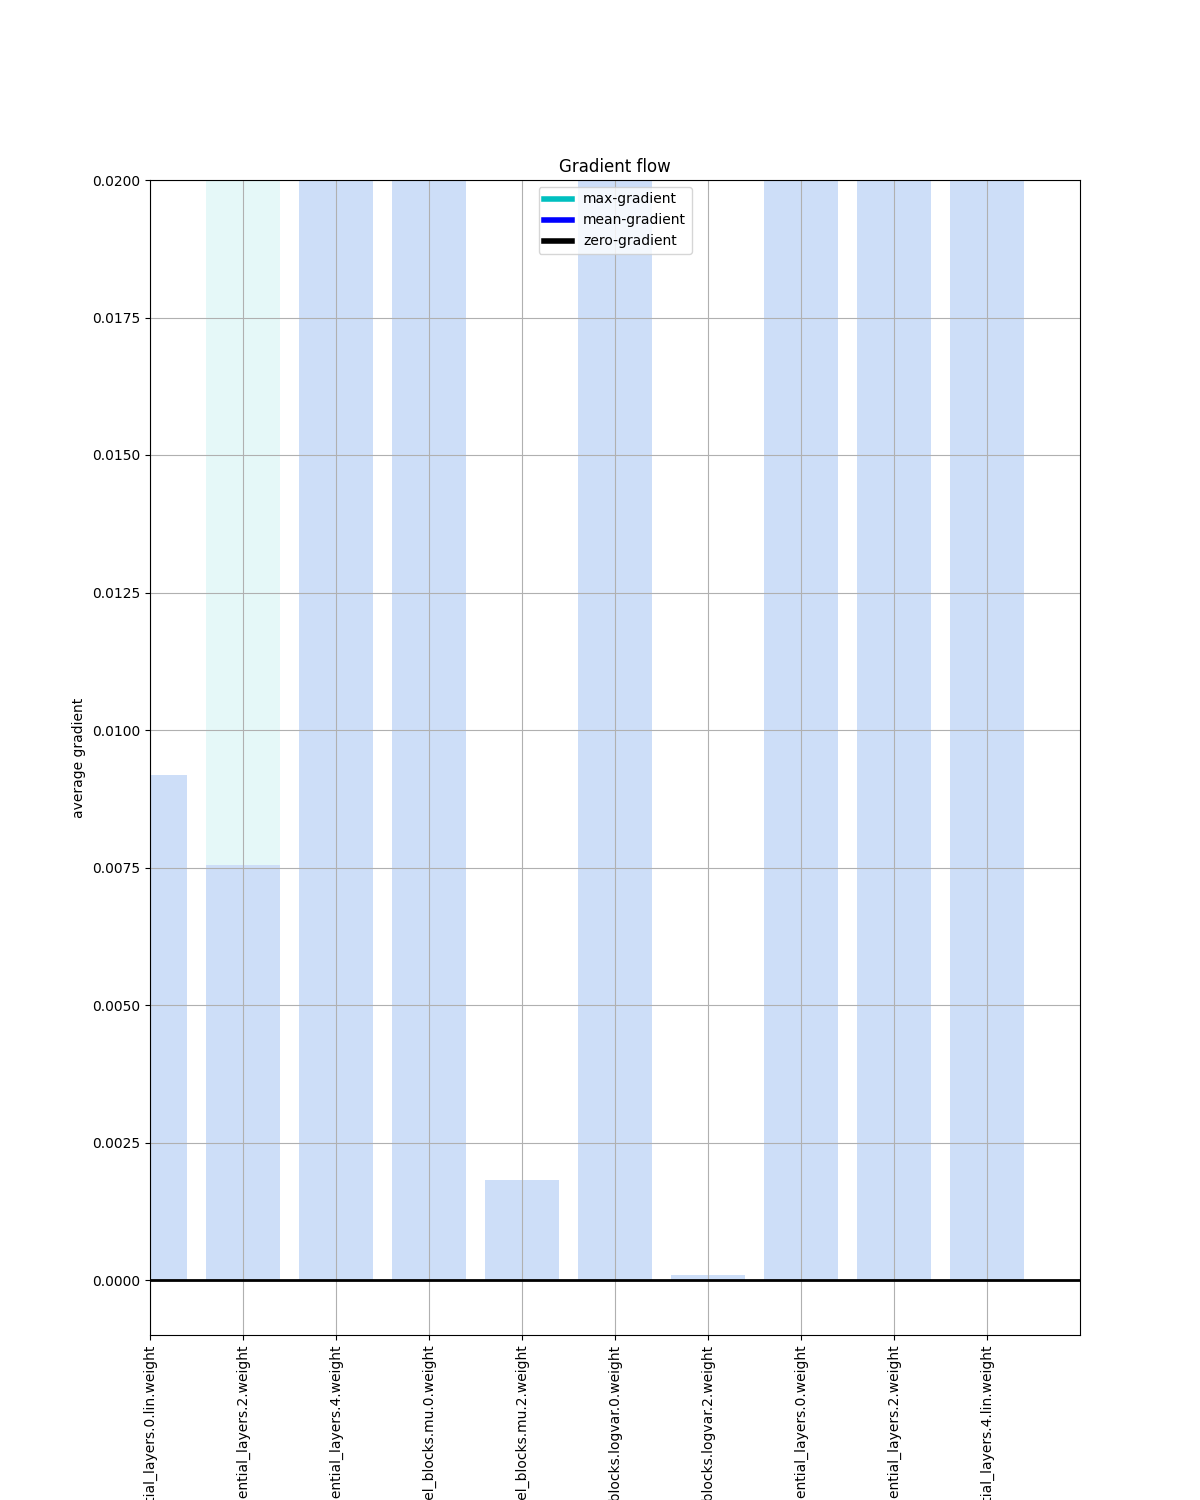 Gradient flow
max-gradient
mean-gradient
zero-gradient
0.0200
0.0175
0.0150
0.0125
0.0100
0.0075
0.0050
0.0025
0.0000
average gradient
tial_layers.0.lin.weight
ential_layers.2.weight
ential_layers.4.weight
el_blocks.mu.0.weight
el_blocks.mu.2.weight
blocks.logvar.0.weight
blocks.logvar.2.weight
ential_layers.0.weight
ential_layers.2.weight
tial_layers.4.lin.weight